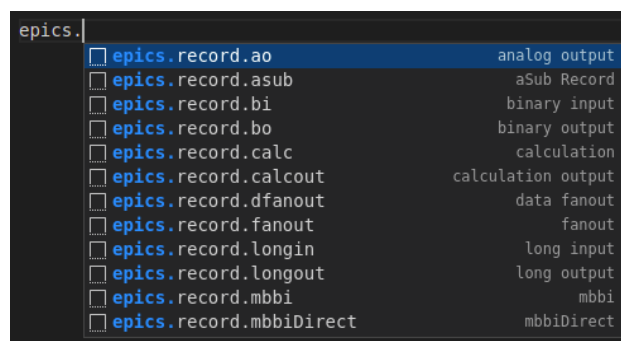 epics.
epics.record.ao analog output
epics.record.asub aSub Record
epics.record.bi binary input
epics.record.bo binary output
epics.record.calc calculation
epics.record.calcout calculation output
epics.record.dfanout data fanout
epics.record.fanout fanout
epics.record.longin long input
epics.record.longout long output
epics.record.mbbi mbbi
epics.record.mbbiDirect mbbiDirect